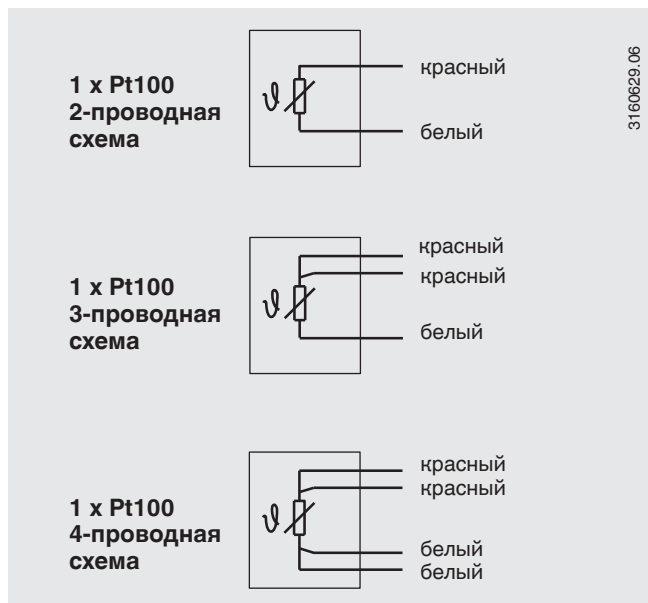 1 x Pt100
2-проводная
схема
ϑ
красный
белый
3160629.06
1 x Pt100
3-проводная
схема
ϑ
красный
красный
белый
1 x Pt100
4-проводная
схема
ϑ
красный
красный
белый
белый